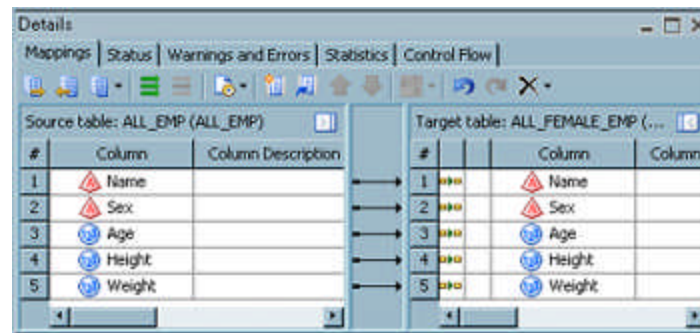 Details
Mappings Status Warnings and Errors Statistics Control Flow
Source table: ALL_EMP (ALL_EMP) Target table: ALL_FEMALE_EMP (...
# Column Column Description # Column Column
1 Name 1 Name
2 Sex 2 Sex
3 Age 3 Age
4 Height 4 Height
5 Weight 5 Weight